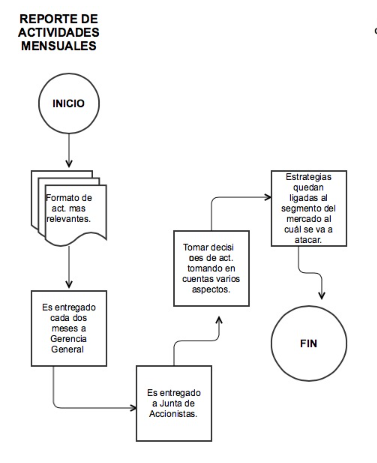 REPORTE DE
ACTIVIDADES
MENSUALES
INICIO
Formato de
act. mas
relevantes.
Es entregado
cada dos
meses a
Gerencia
General
Es entregado
a Junta de
Accionistas.
Tomar decisi
ones de act.
tomando en
cuentas varios
aspectos.
Estrategias
quedan
ligadas al
segmento del
mercado al
cuál se va a
atacar.
FIN